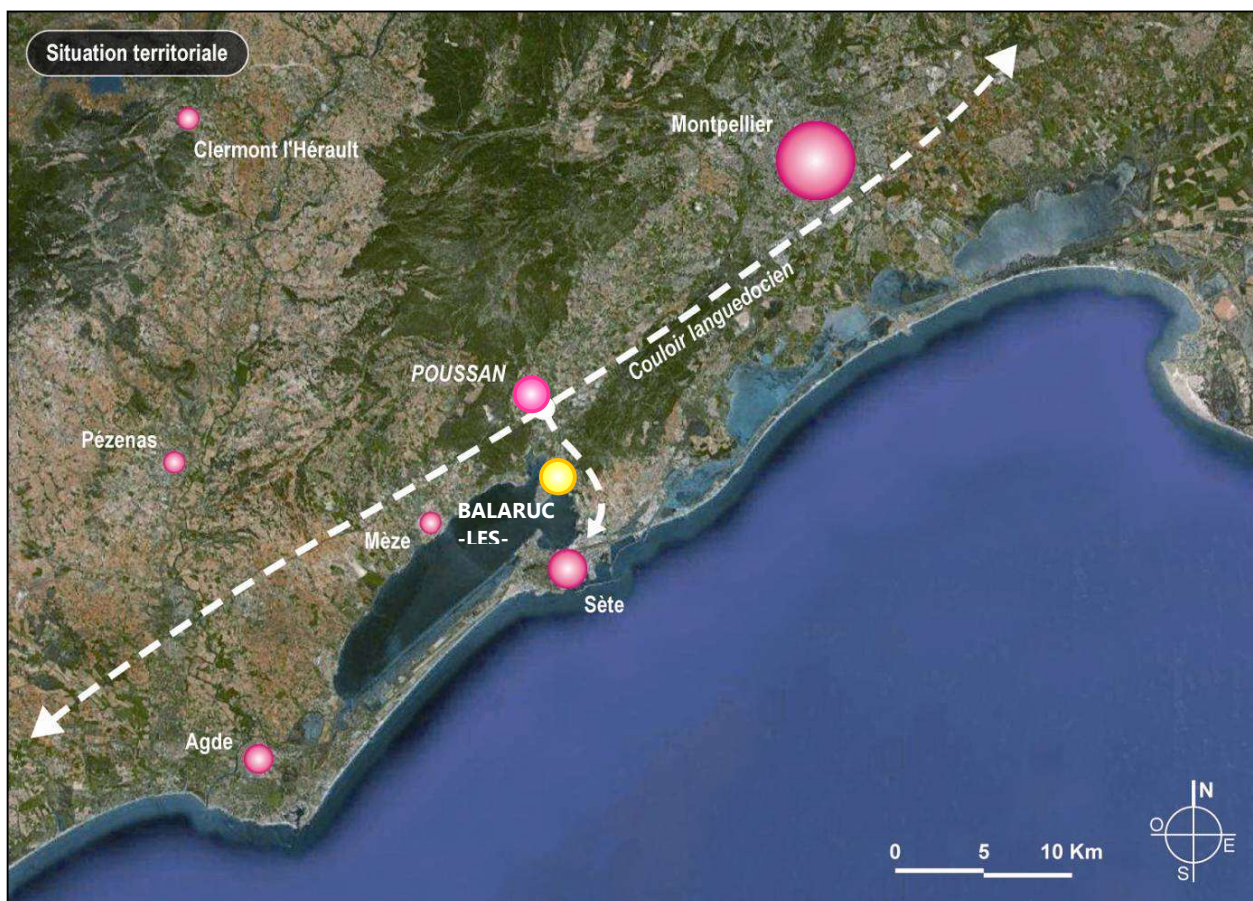 Situation territoriale
Clermont l'Hérault
Montpellier
Couloir languedocien
POUSSAN
Pézenas
BALARUC
-LES-
Mèze
Sète
Agde
N
O
E
S
0 5 10 Km